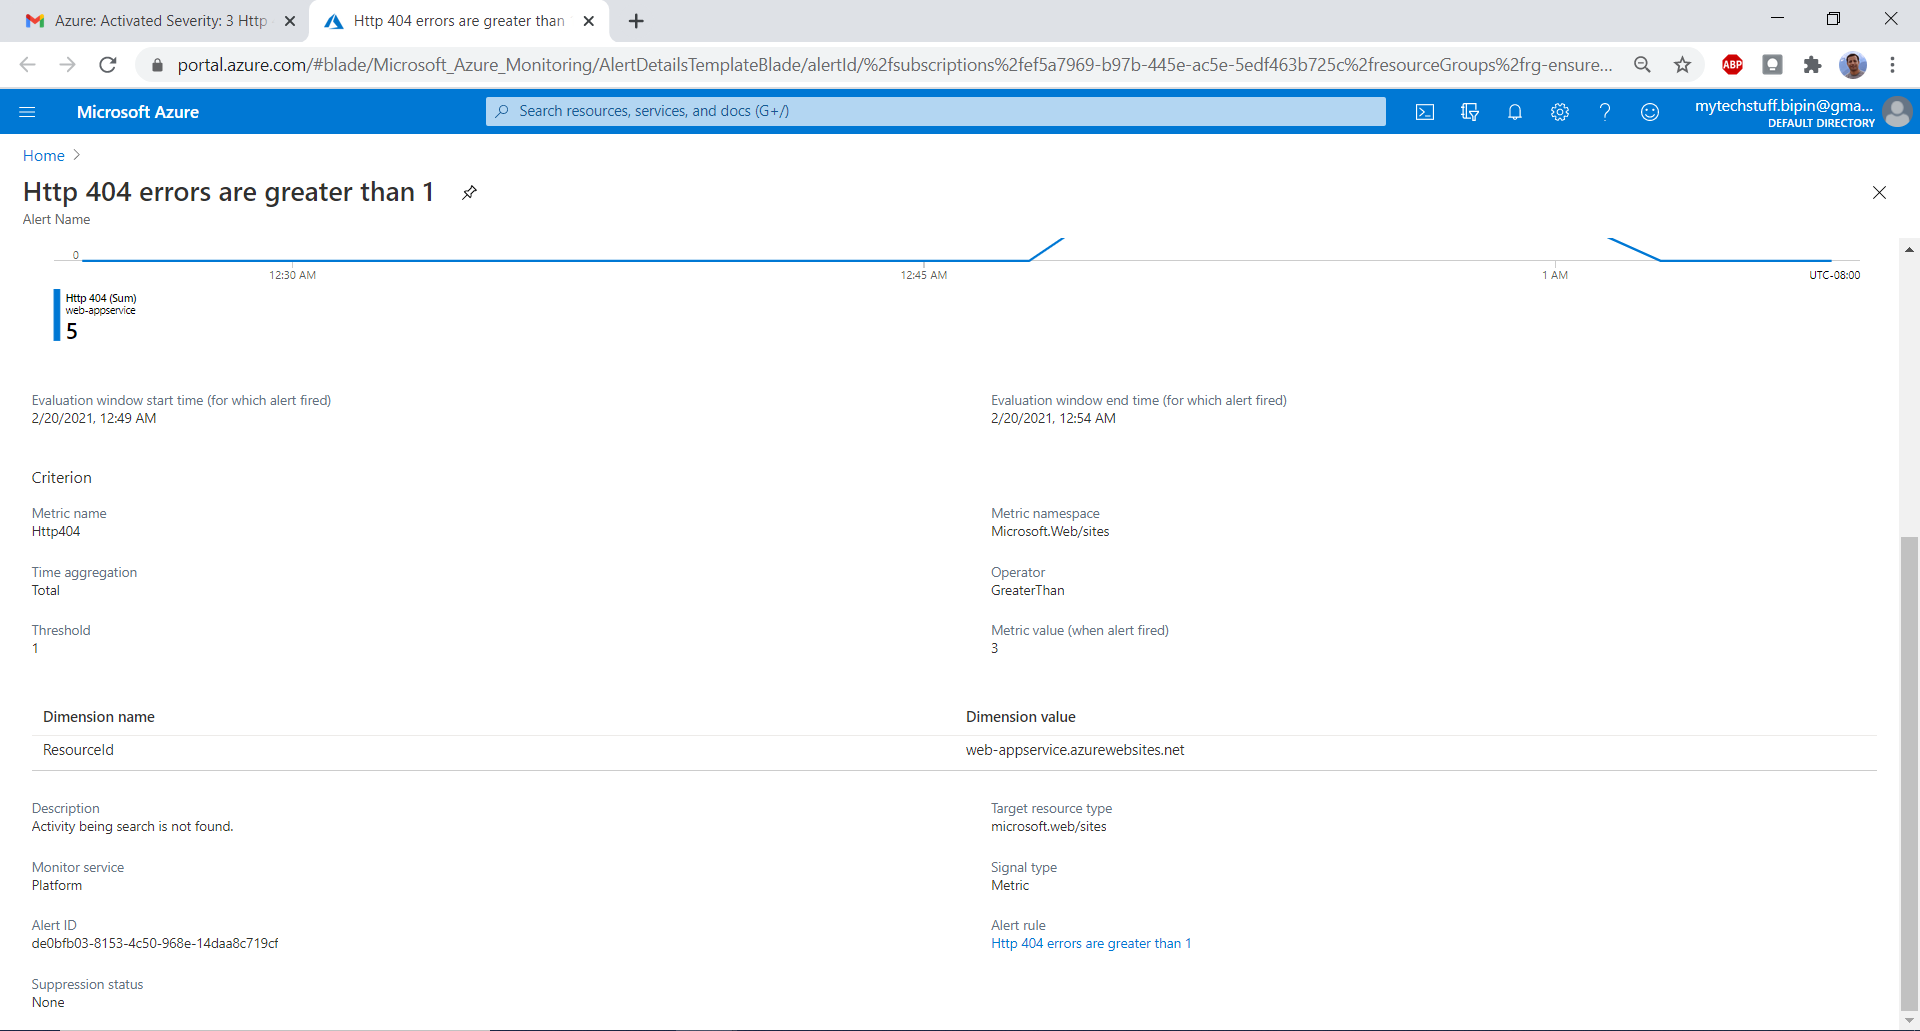 Azure: Activated Severity: 3 Http
Http 404 errors are greater than
portal.azure.com/#blade/Microsoft_Azure_Monitoring/AlertDetailsTemplateBlade/alertId/%2fsubscriptions%2fef5a7969-b97b-445e-ac5e-5edf463b725c%2fresourceGroups%2frg-ensure...
ABP
Microsoft Azure
Search resources, services, and docs (G+/)
mytechstuff.bipin@gma...
DEFAULT DIRECTORY
Home
Http 404 errors are greater than 1
Alert Name
0
12:30 AM 12:45 AM 1 AM UTC-08:00
Http 404 (Sum)
web-appservice
5
Evaluation window start time (for which alert fired) Evaluation window end time (for which alert fired)
2/20/2021, 12:49 AM 2/20/2021, 12:54 AM
Criterion
Metric name Metric namespace
Http404 Microsoft.Web/sites
Time aggregation Operator
Total GreaterThan
Threshold Metric value (when alert fired)
1 3
Dimension name Dimension value
ResourceId web-appservice.azurewebsites.net
Description Target resource type
Activity being search is not found. microsoft.web/sites
Monitor service Signal type
Platform Metric
Alert ID Alert rule
de0bfb03-8153-4c50-968e-14daa8c719cf Http 404 errors are greater than 1
Suppression status
None